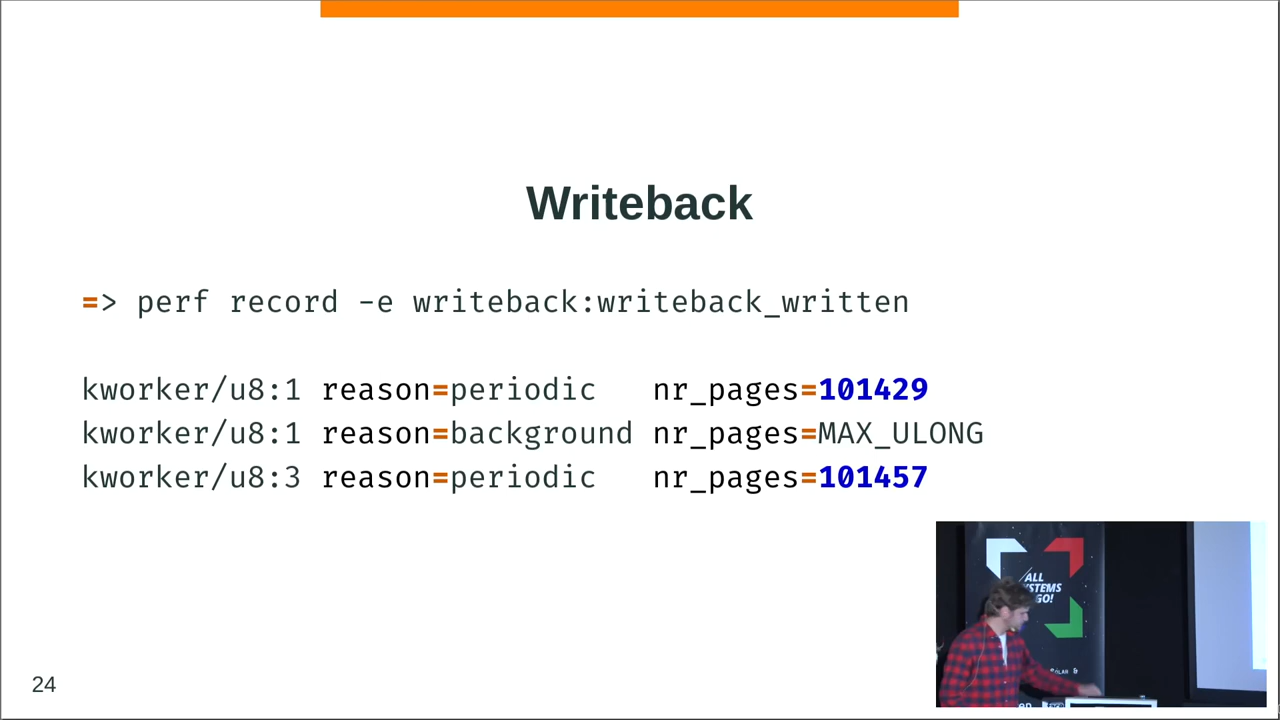 Writeback
=> perf record -e writeback:writeback_written
kworker/u8:1 reason=periodic nr_pages=101429
kworker/u8:1 reason=background nr_pages=MAX_ULONG
kworker/u8:3 reason=periodic nr_pages=101457
ALL
SYSTEMS
GO!
24